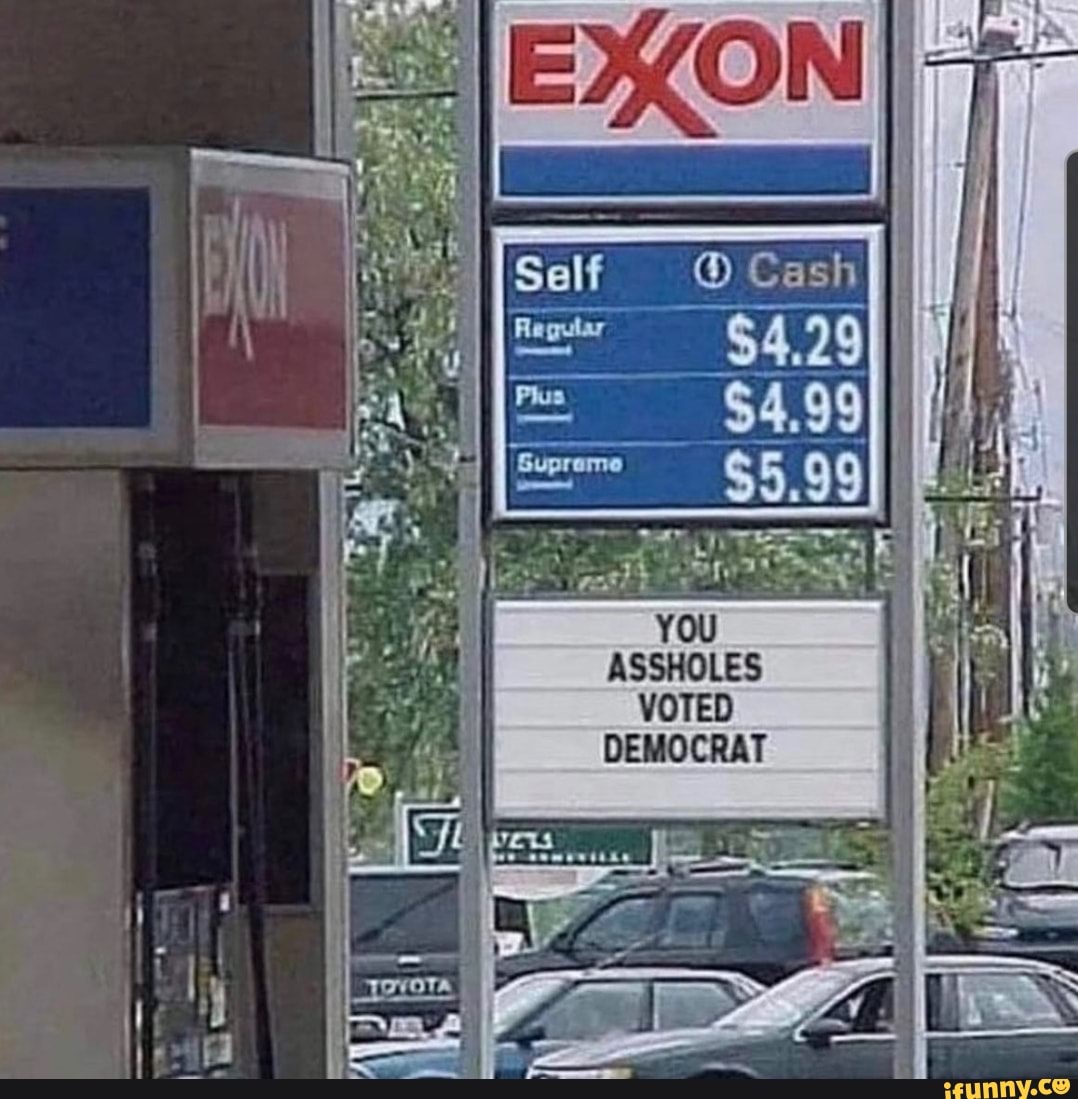 EXXON
EXXON
Self Cash
Regular $4.29
Plus $4.99
Supreme $5.99
YOU
ASSHOLES
VOTED
DEMOCRAT
TOYOTA
ifunny.co